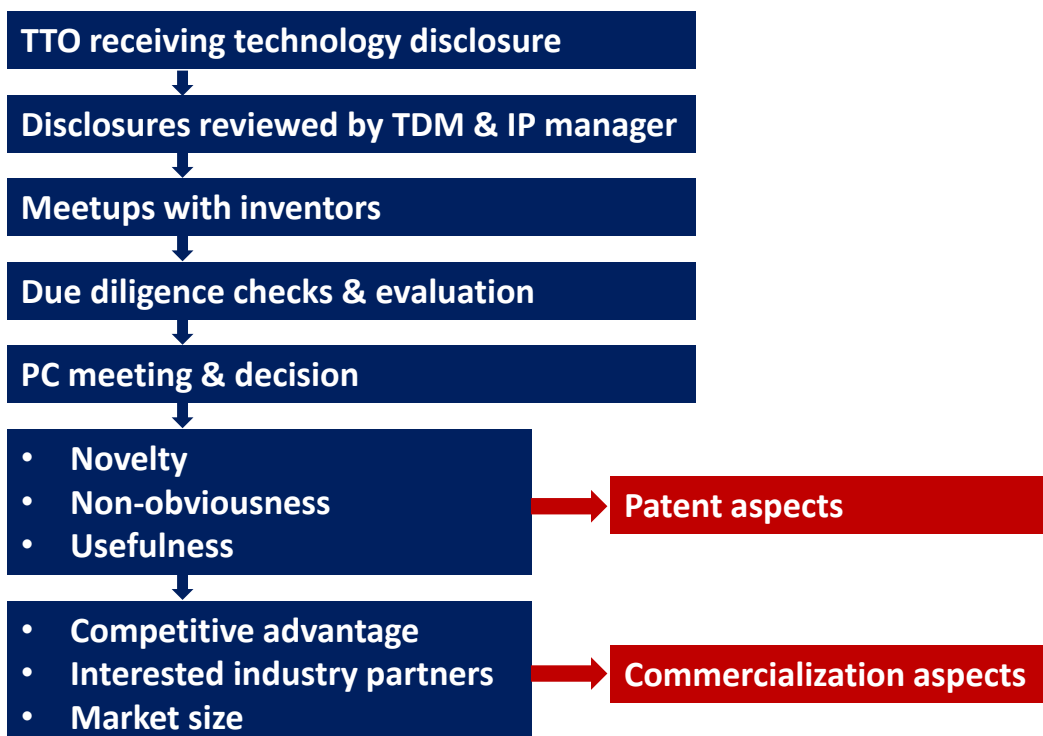 TTO receiving technology disclosure
Disclosures reviewed by TDM & IP manager
Meetups with inventors
Due diligence checks & evaluation
PC meeting & decision
• Novelty
• Non-obviousness
• Usefulness
Patent aspects
• Competitive advantage
• Interested industry partners
• Market size
Commercialization aspects